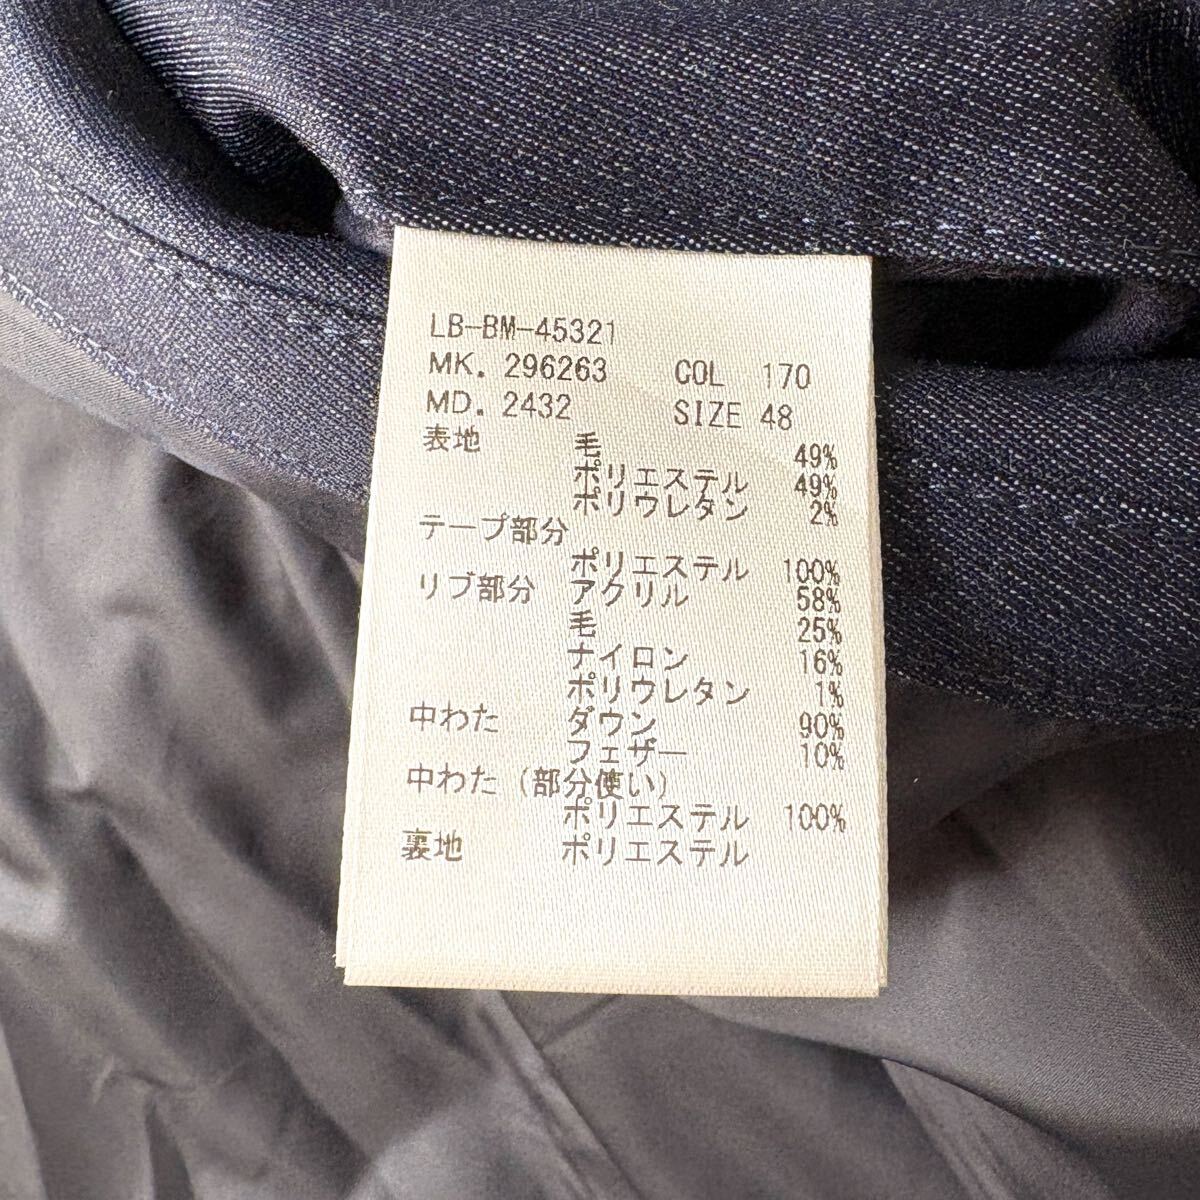 LB-BM-45321
MK. 296263 COL 170
MD. 2432 SIZE 48
表地 毛 49%
ポリエステル 49%
ポリウレタン 2%
テープ部分
ポリエステル 100%
リブ部分 アクリル 58%
毛 25%
ナイロン 16%
ポリウレタン 1%
中わた ダウン 90%
フェザー 10%
中わた (部分使い)
ポリエステル 100%
裏地 ポリエステル